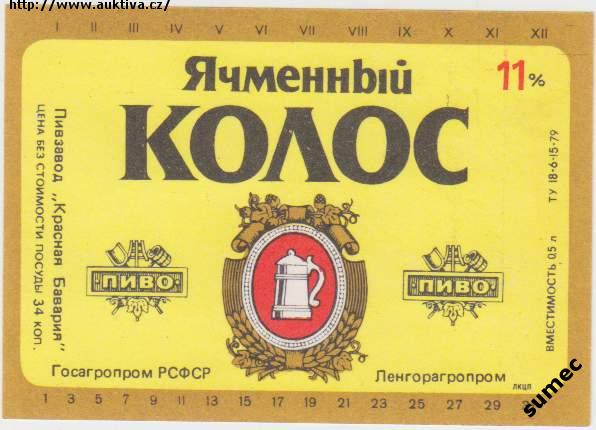 http://www.auktiva.cz/
I II III IV V VI VII VIII IX X XI XII
Ячменный
11%
КОЛОС
Пивзавод „Красная Бавария"
ЦЕНА БЕЗ СТОИМОСТИ ПОСУДЫ 34 КОП.
ПИВО
ПИВО
ВМЕСТИМОСТЬ 0,5 л ТУ 18-6-15-79
Госагропром РСФСР
Ленгорагропром
ЛКЦП
1 3 5 7 9 11 13 15 17 19 21 23 25 27 29
sumec